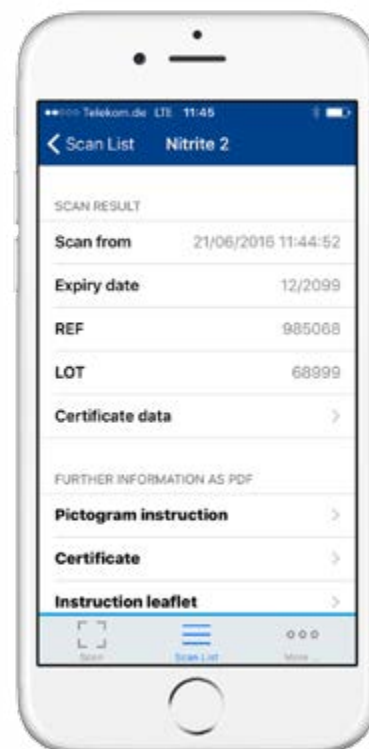 Telekom.de LTE 11:45
Scan List Nitrite 2
SCAN RESULT
Scan from 21/06/2016 11:44:52
Expiry date 12/2099
REF 985068
LOT 68999
Certificate data
FURTHER INFORMATION AS PDF
Pictogram instruction
Certificate
Instruction leaflet
Scan Scan List More ...